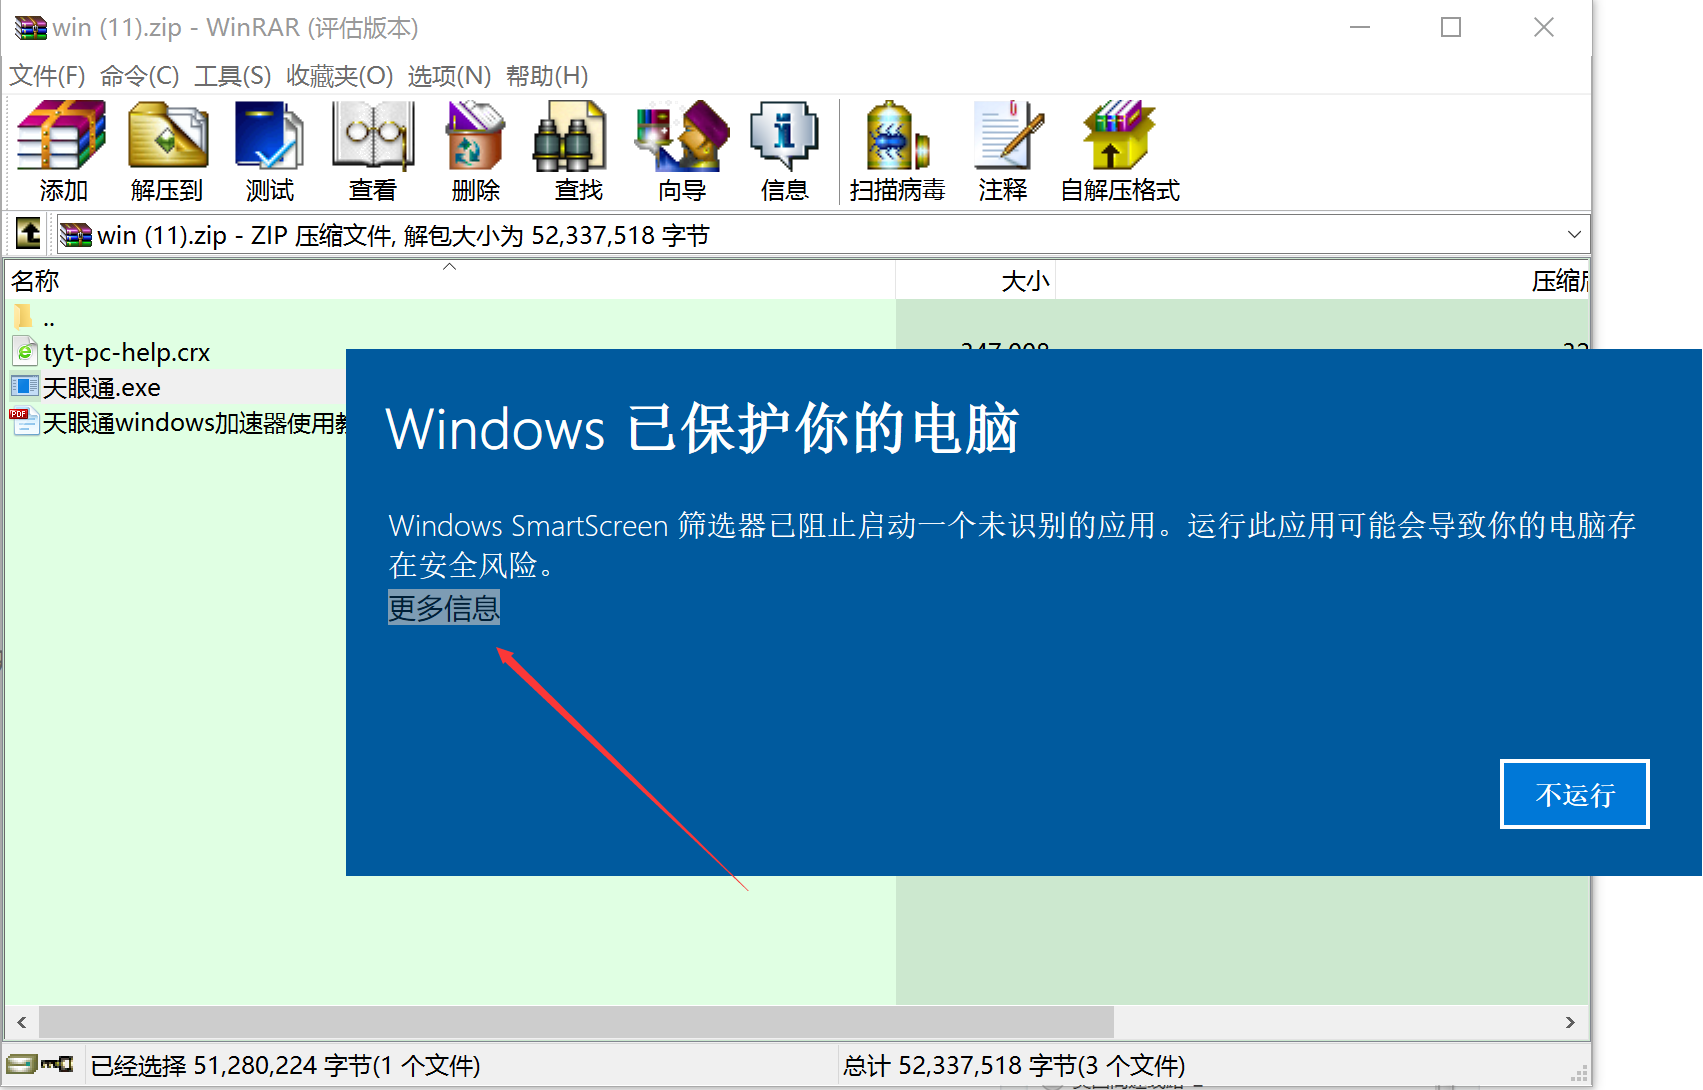 win (11).zip - WinRAR (评估版本)
文件(F) 命令(C) 工具(S) 收藏夹(O) 选项(N) 帮助(H)
添加 解压到 测试 查看 删除 查找 向导 信息 扫描病毒 注释 自解压格式
win (11).zip - ZIP 压缩文件, 解包大小为 52,337,518 字节
名称 大小 压缩后
..
tyt-pc-help.crx
天眼通.exe
PDF 天眼通windows加速器使用教
Windows 已保护你的电脑
Windows SmartScreen 筛选器已阻止启动一个未识别的应用。运行此应用可能会导致你的电脑存
在安全风险。
更多信息
不运行
已经选择 51,280,224 字节(1 个文件) 总计 52,337,518 字节(3 个文件)